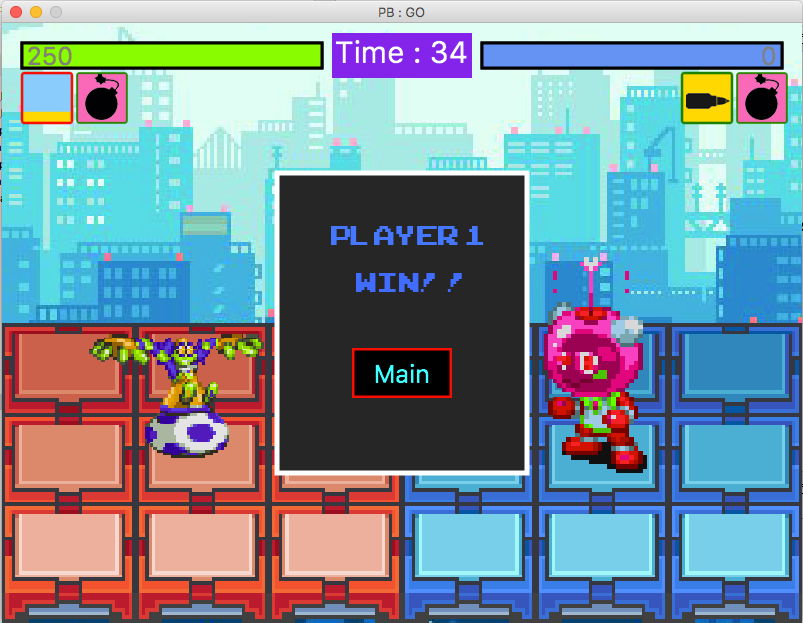 PB : GO
250
Time : 34
0
PLAYER 1
WIN! !
Main